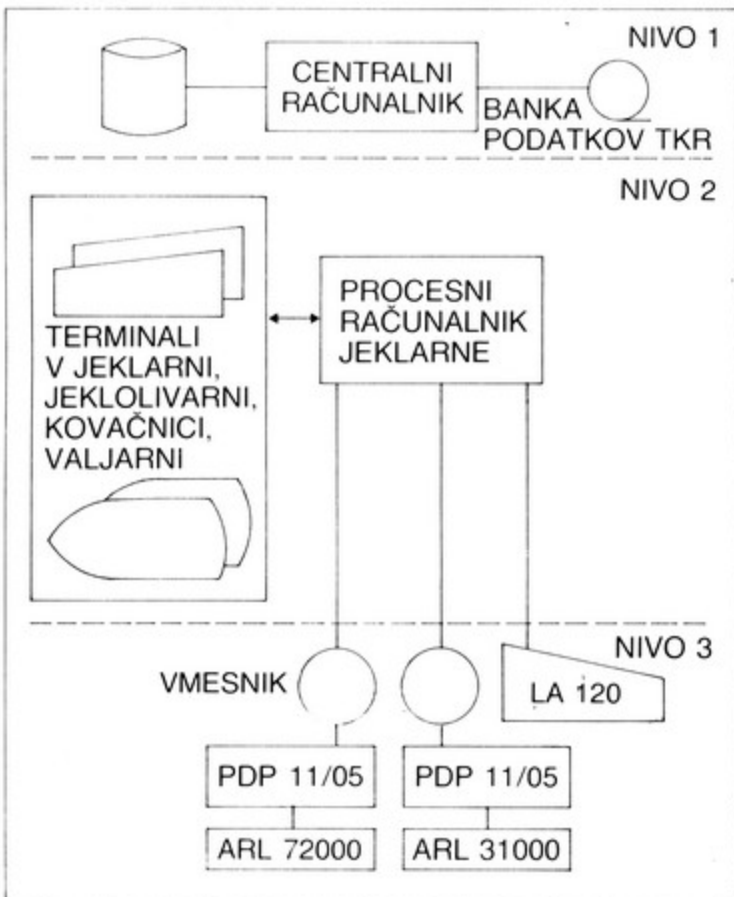 NIVO 1
CENTRALNI
RAČUNALNIK
BANKA
PODATKOV TKR
NIVO 2
TERMINALI
V JEKLARNI,
JEKLOLIVARNI,
KOVAČNICI,
VALJARNI
PROCESNI
RAČUNALNIK
JEKLARNE
NIVO 3
VMESNIK
LA 120
PDP 11/05
PDP 11/05
ARL 72000
ARL 31000